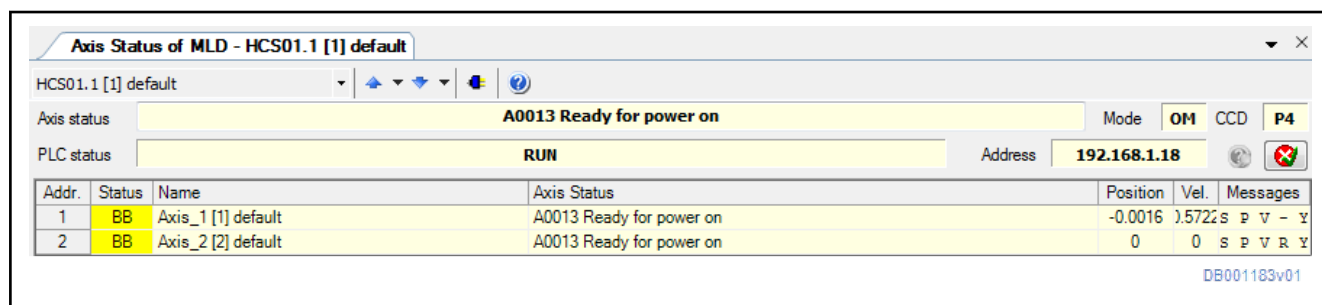 Axis Status of MLD - HCS01.1 [1] default
HCS01.1 [1] default
Axis status A0013 Ready for power on Mode OM CCD P4
PLC status RUN Address 192.168.1.18
Addr. Status Name Axis Status Position Vel. Messages
1 BB Axis_1 [1] default A0013 Ready for power on -0.0016 S P V - Y
2 BB Axis_2 [2] default A0013 Ready for power on 0 0 S P V R Y
DB001183v01